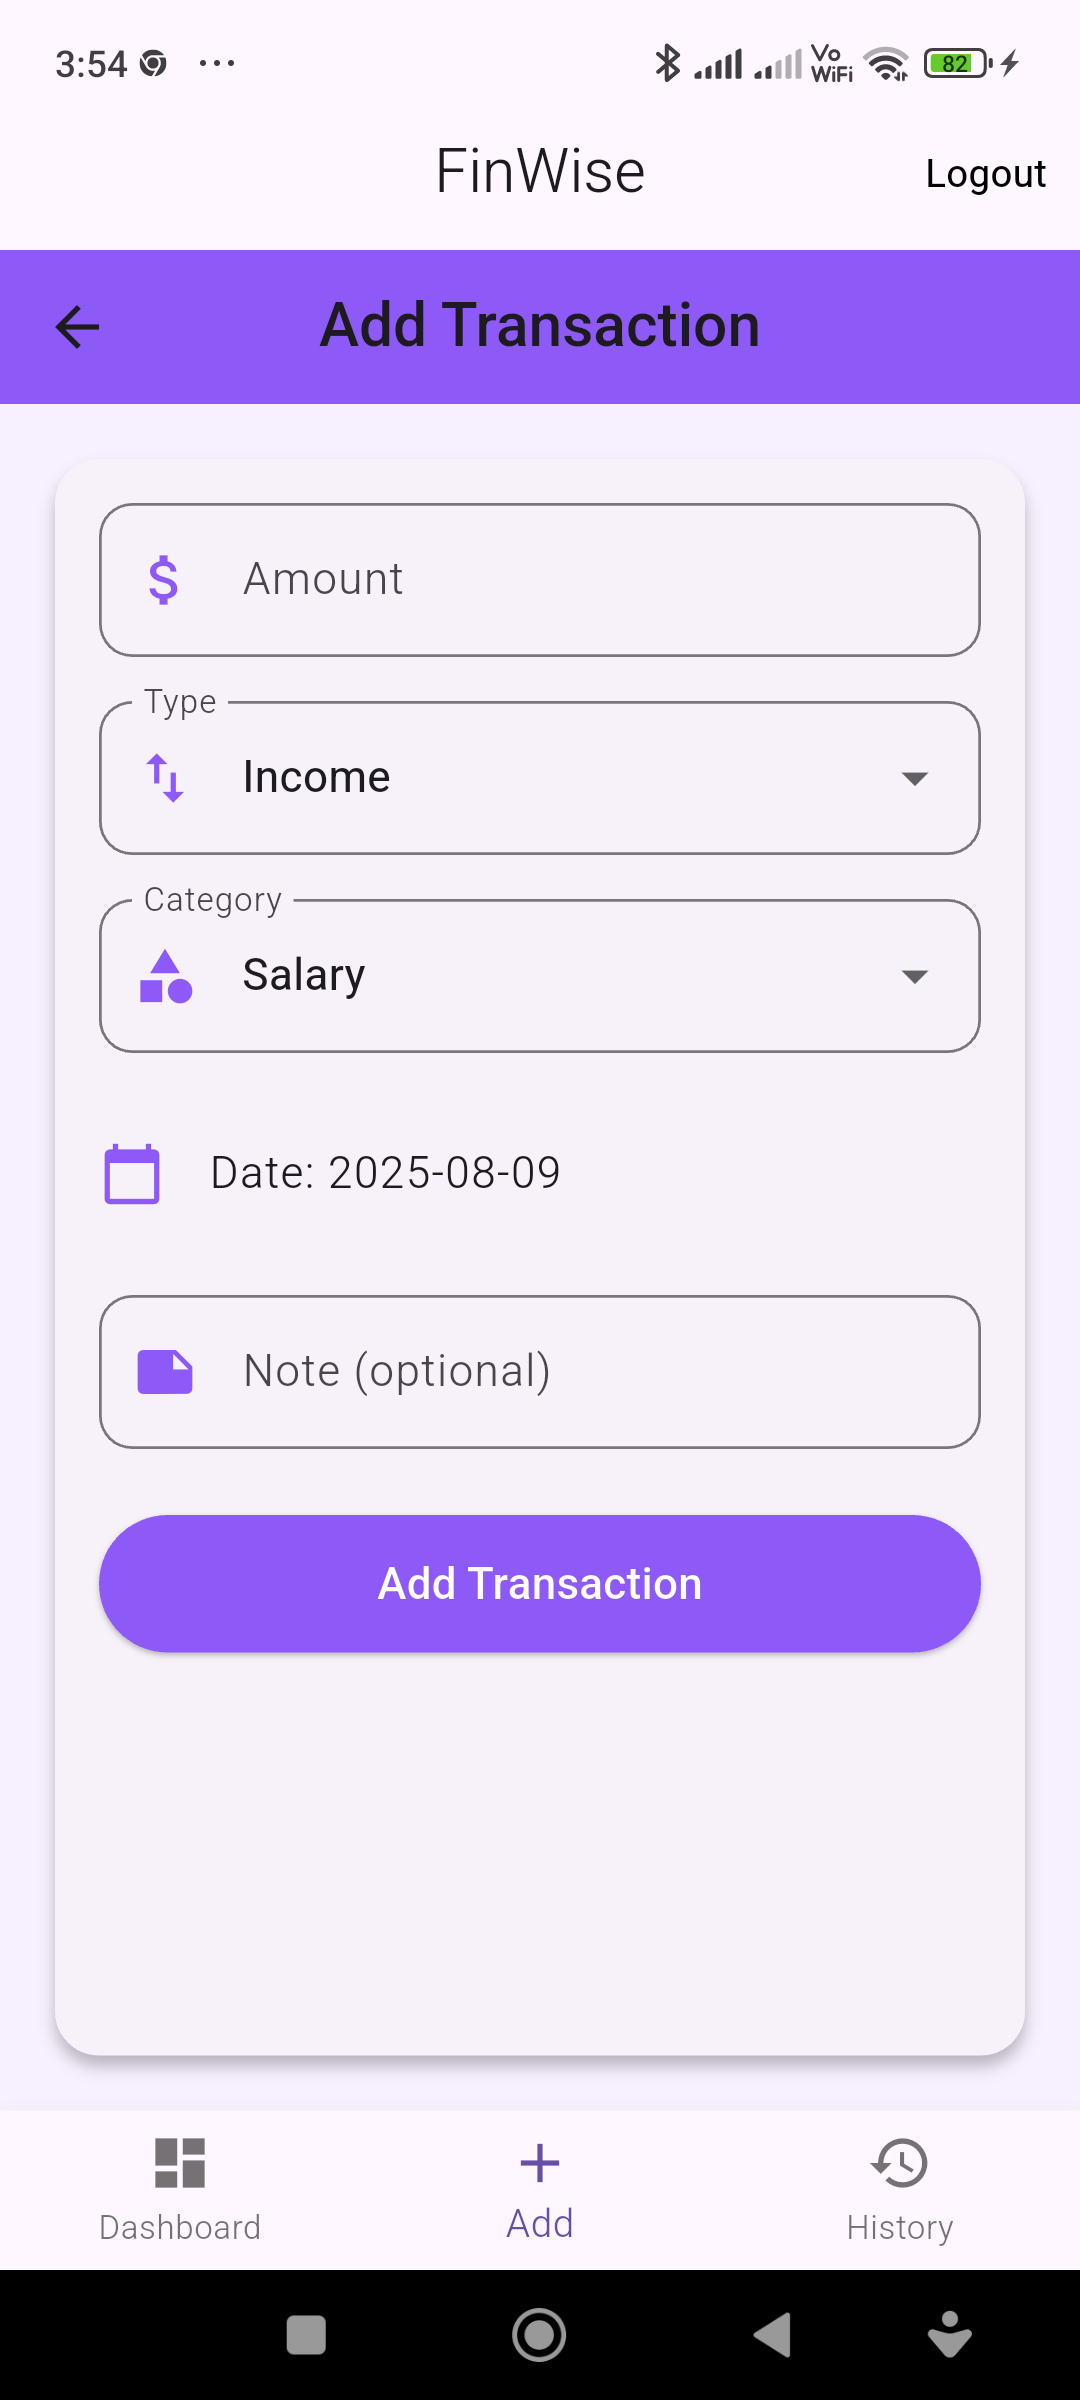 3:54
Vo
WiFi
82
FinWise
Logout
Add Transaction
Amount
Type
Income
Category
Salary
Date: 2025-08-09
Note (optional)
Add Transaction
Dashboard
Add
History